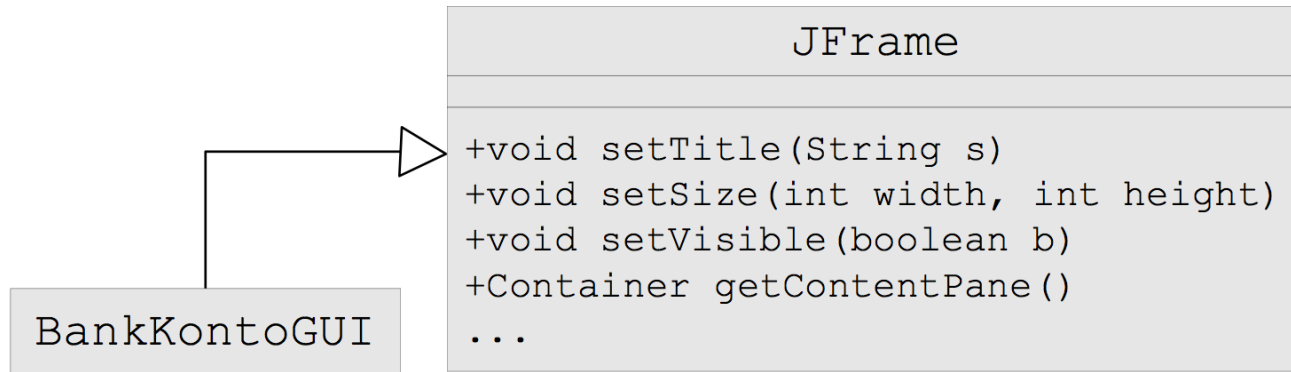 JFrame
+void setTitle(String s)
+void setSize(int width, int height)
+void setVisible(boolean b)
+Container getContentPane()
...
BankKontoGUI